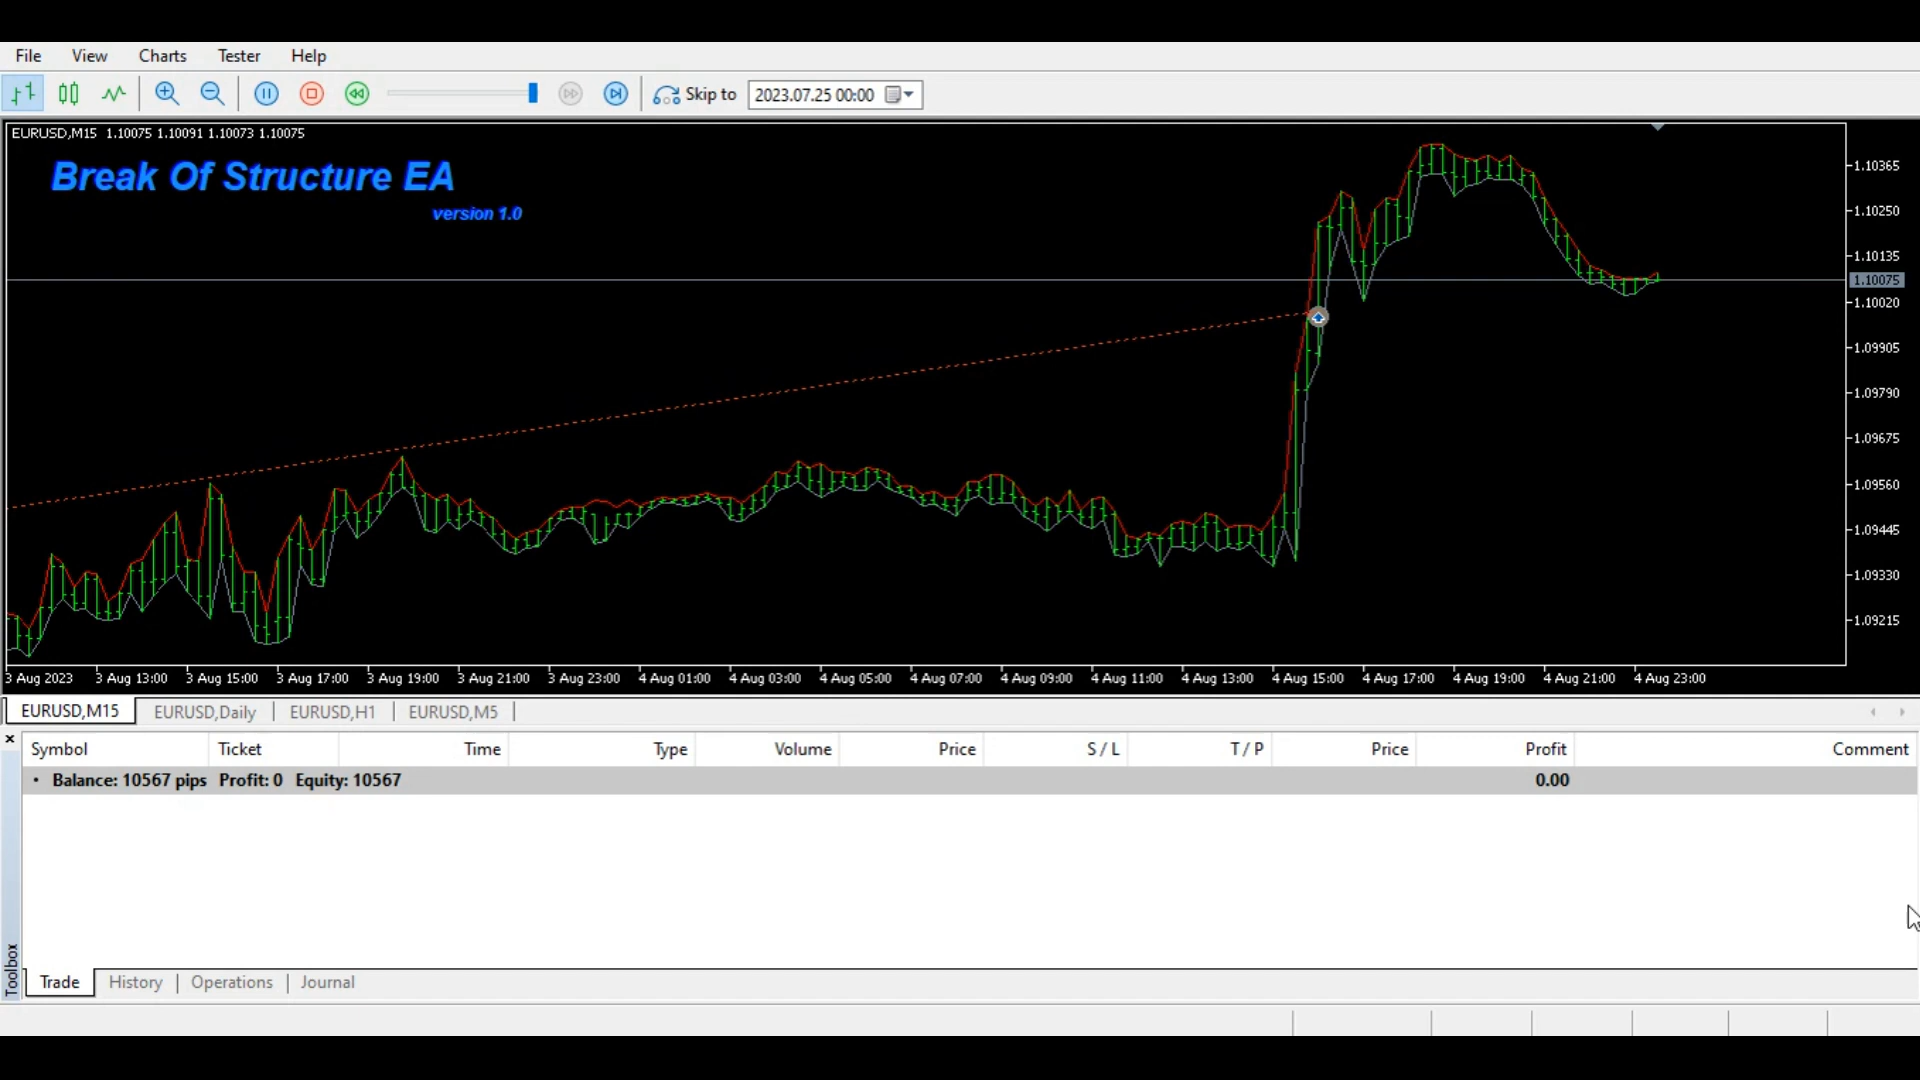 File View Charts Tester Help
Skip to 2023.07.25 00:00
EURUSD,M15 1.10075 1.10091 1.10073 1.10075
Break Of Structure EA
version 1.0
1.10365
1.10250
1.10135
1.10075
1.10020
1.09905
1.09790
1.09675
1.09560
1.09445
1.09330
1.09215
3 Aug 2023 3 Aug 13:00 3 Aug 15:00 3 Aug 17:00 3 Aug 19:00 3 Aug 21:00 3 Aug 23:00 4 Aug 01:00 4 Aug 03:00 4 Aug 05:00 4 Aug 07:00 4 Aug 09:00 4 Aug 11:00 4 Aug 13:00 4 Aug 15:00 4 Aug 17:00 4 Aug 19:00 4 Aug 21:00 4 Aug 23:00
EURUSD,M15 EURUSD,Daily EURUSD,H1 EURUSD,M5
Symbol Ticket Time Type Volume Price S / L T / P Price Profit Comment
Balance: 10567 pips Profit: 0 Equity: 10567 0.00
Toolbox
Trade History Operations Journal